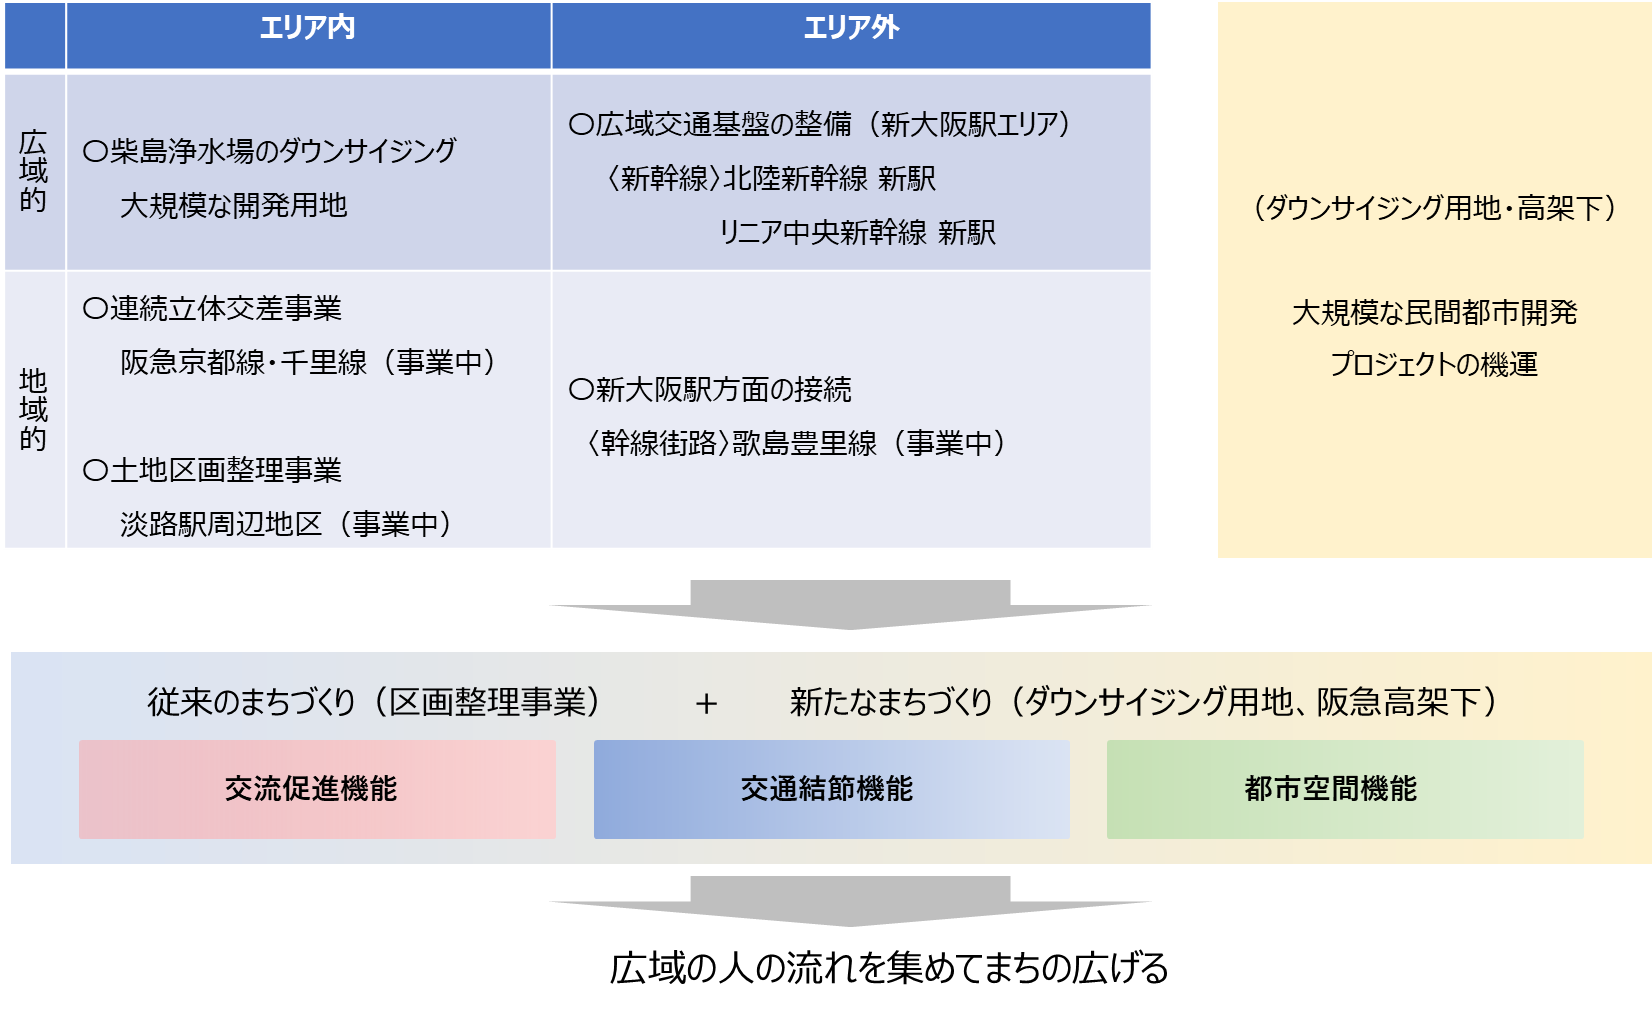 エリア内
エリア外
広域的
〇柴島浄水場のダウンサイジング
大規模な開発用地
〇広域交通基盤の整備（新大阪駅エリア）
〈新幹線〉北陸新幹線 新駅
リニア中央新幹線 新駅
地域的
〇連続立体交差事業
阪急京都線・千里線（事業中）
〇土地区画整理事業
淡路駅周辺地区（事業中）
〇新大阪駅方面の接続
〈幹線街路〉歌島豊里線（事業中）
（ダウンサイジング用地・高架下）
大規模な民間都市開発
プロジェクトの機運
従来のまちづくり（区画整理事業） + 新たなまちづくり（ダウンサイジング用地、阪急高架下）
交流促進機能
交通結節機能
都市空間機能
広域の人の流れを集めてまちの広げる